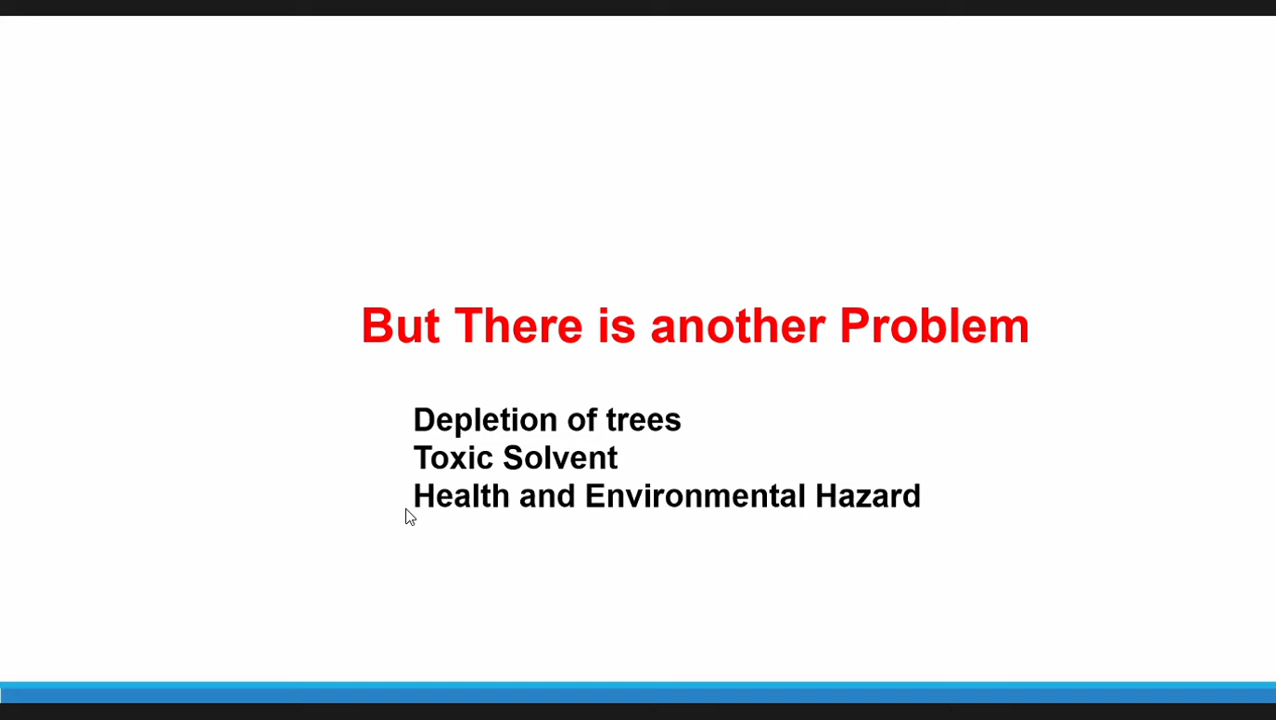 But There is another Problem
Depletion of trees
Toxic Solvent
Health and Environmental Hazard